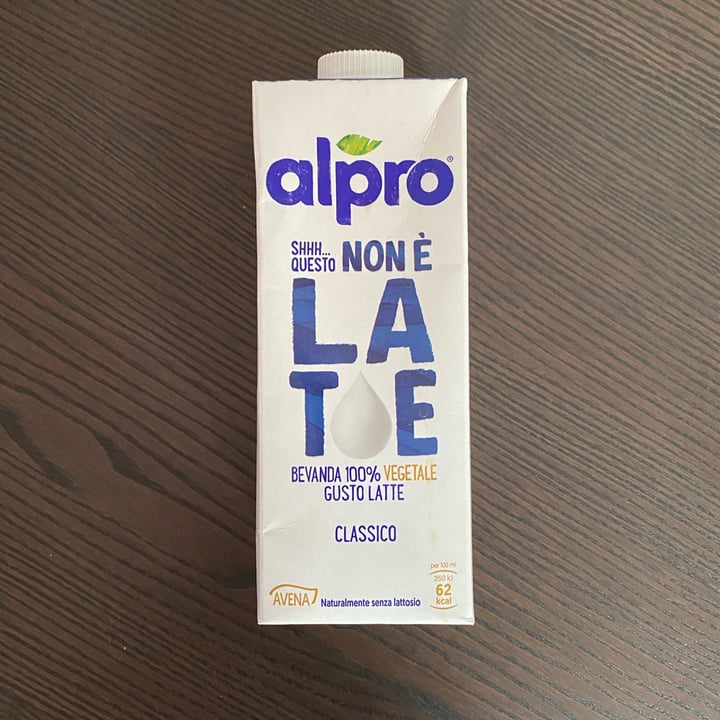 alpro®
SHHH...
QUESTO NON È
LA
T E
BEVANDA 100% VEGETALE
GUSTO LATTE
CLASSICO
per 100 ml
260 kJ
62
kcal
AVENA
Naturalmente senza lattosio